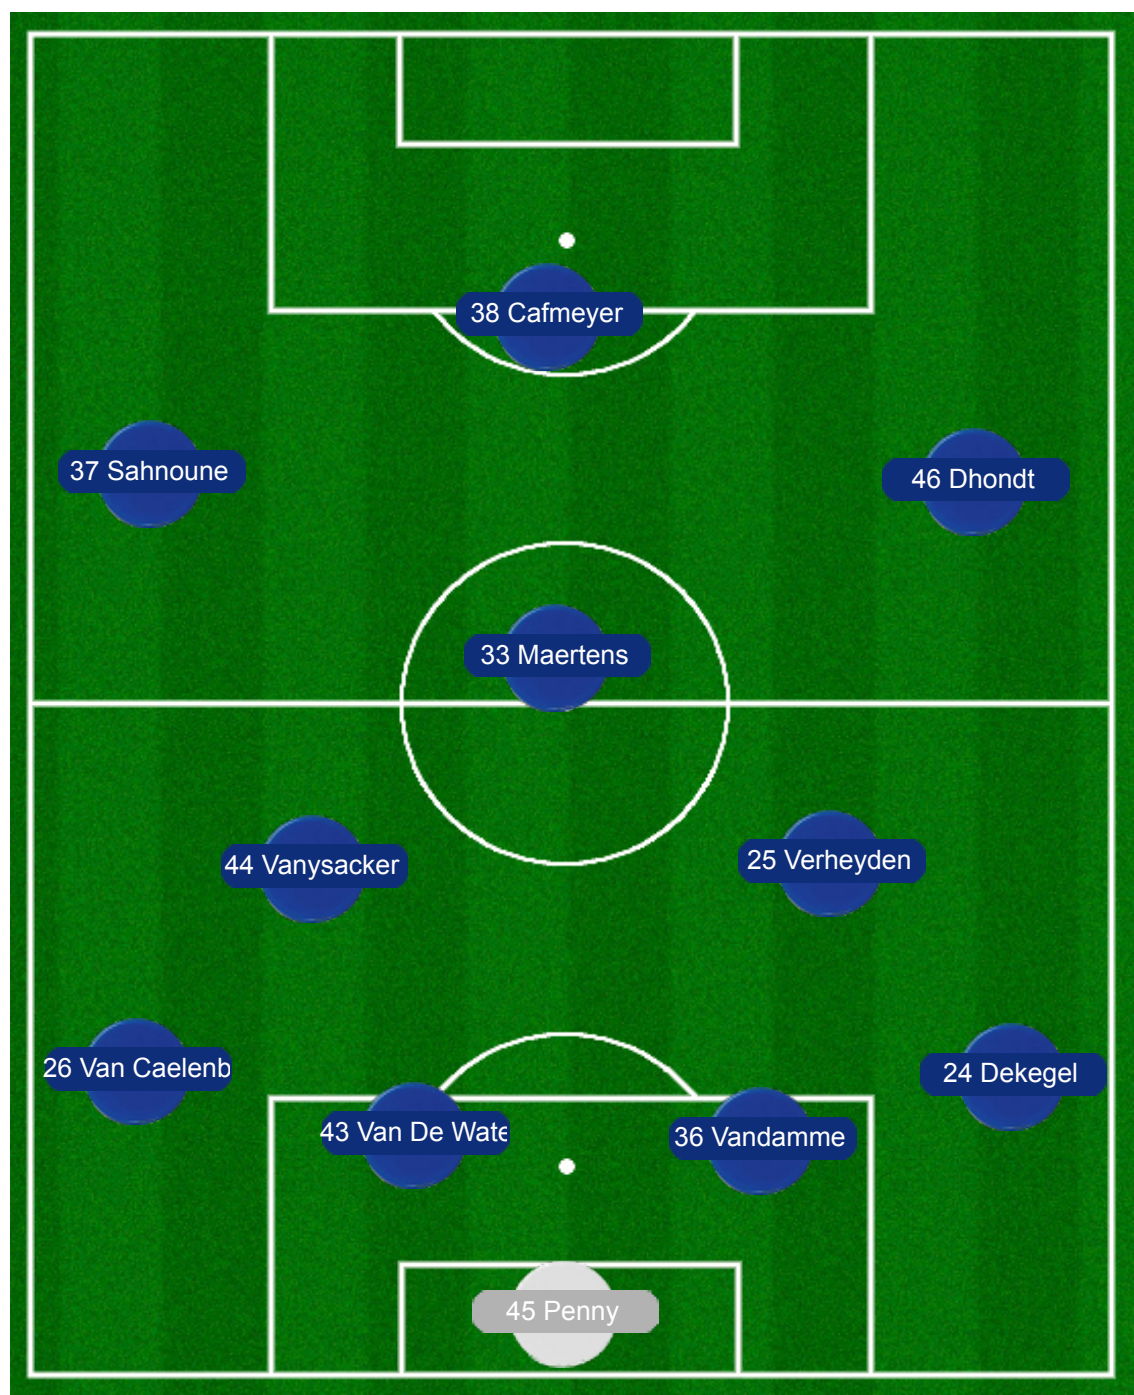 38 Cafmeyer
37 Sahnoune
46 Dhondt
33 Maertens
44 Vanysacker
25 Verheyden
26 Van Caelenb
24 Dekegel
43 Van De Wate
36 Vandamme
45 Penny